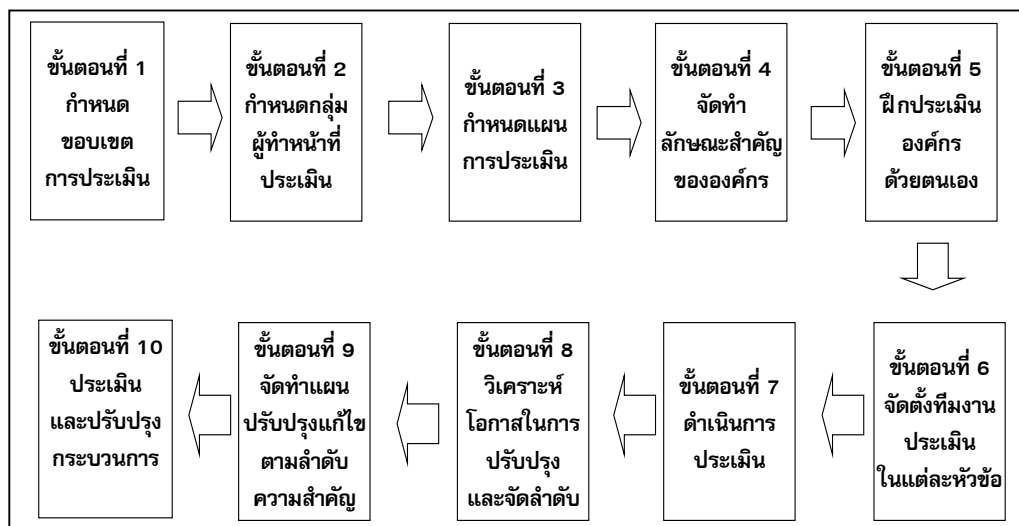 ขั้นตอนที่ 1
กำหนด
ขอบเขต
การประเมิน
ขั้นตอนที่ 2
กำหนดกลุ่ม
ผู้ทำหน้าที่
ประเมิน
ขั้นตอนที่ 3
กำหนดแผน
การประเมิน
ขั้นตอนที่ 4
จัดทำ
ลักษณะสำคัญ
ขององค์กร
ขั้นตอนที่ 5
ฝึกประเมิน
องค์กร
ด้วยตนเอง
ขั้นตอนที่ 6
จัดตั้งทีมงาน
ประเมิน
ในแต่ละหัวข้อ
ขั้นตอนที่ 7
ดำเนินการ
ประเมิน
ขั้นตอนที่ 8
วิเคราะห์
โอกาสในการ
ปรับปรุง
และจัดลำดับ
ขั้นตอนที่ 9
จัดทำแผน
ปรับปรุงแก้ไข
ตามลำดับ
ความสำคัญ
ขั้นตอนที่ 10
ประเมิน
และปรับปรุง
กระบวนการ